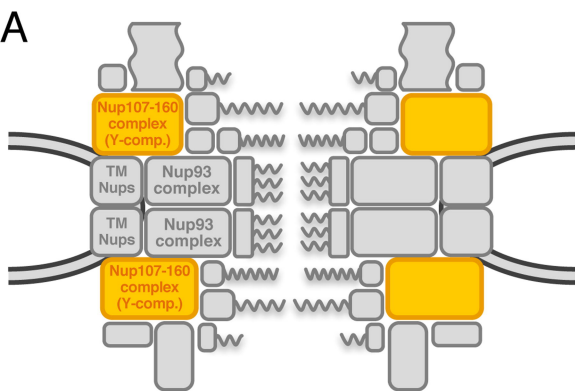 A
Nup107-160
complex
(Y-comp.)
TM
Nups
Nup93
complex
TM
Nups
Nup93
complex
Nup107-160
complex
(Y-comp.)